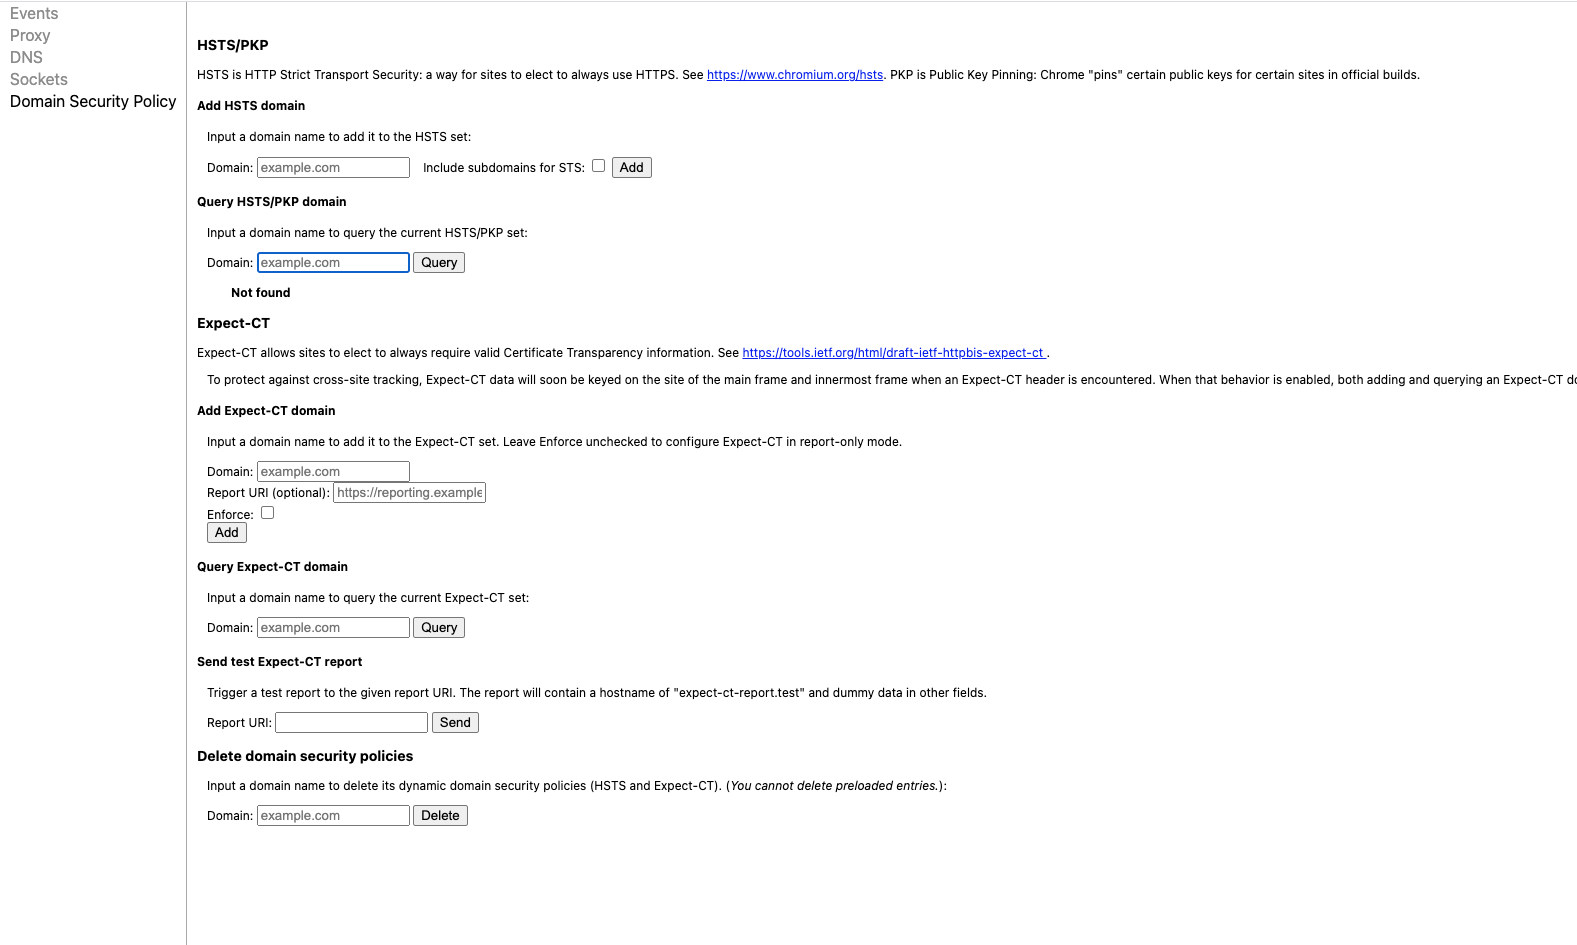 Events
Proxy
DNS
Sockets
Domain Security Policy
HSTS/PKP
HSTS is HTTP Strict Transport Security: a way for sites to elect to always use HTTPS. See https://www.chromium.org/hsts. PKP is Public Key Pinning: Chrome "pins" certain public keys for certain sites in official builds.
Add HSTS domain
Input a domain name to add it to the HSTS set:
Domain: example.com Include subdomains for STS: Add
Query HSTS/PKP domain
Input a domain name to query the current HSTS/PKP set:
Domain: example.com Query
Not found
Expect-CT
Expect-CT allows sites to elect to always require valid Certificate Transparency information. See https://tools.ietf.org/html/draft-ietf-httpbis-expect-ct .
To protect against cross-site tracking, Expect-CT data will soon be keyed on the site of the main frame and innermost frame when an Expect-CT header is encountered. When that behavior is enabled, both adding and querying an Expect-CT do
Add Expect-CT domain
Input a domain name to add it to the Expect-CT set. Leave Enforce unchecked to configure Expect-CT in report-only mode.
Domain: example.com
Report URI (optional): https://reporting.example
Enforce:
Add
Query Expect-CT domain
Input a domain name to query the current Expect-CT set:
Domain: example.com Query
Send test Expect-CT report
Trigger a test report to the given report URI. The report will contain a hostname of "expect-ct-report.test" and dummy data in other fields.
Report URI: Send
Delete domain security policies
Input a domain name to delete its dynamic domain security policies (HSTS and Expect-CT). (You cannot delete preloaded entries.):
Domain: example.com Delete